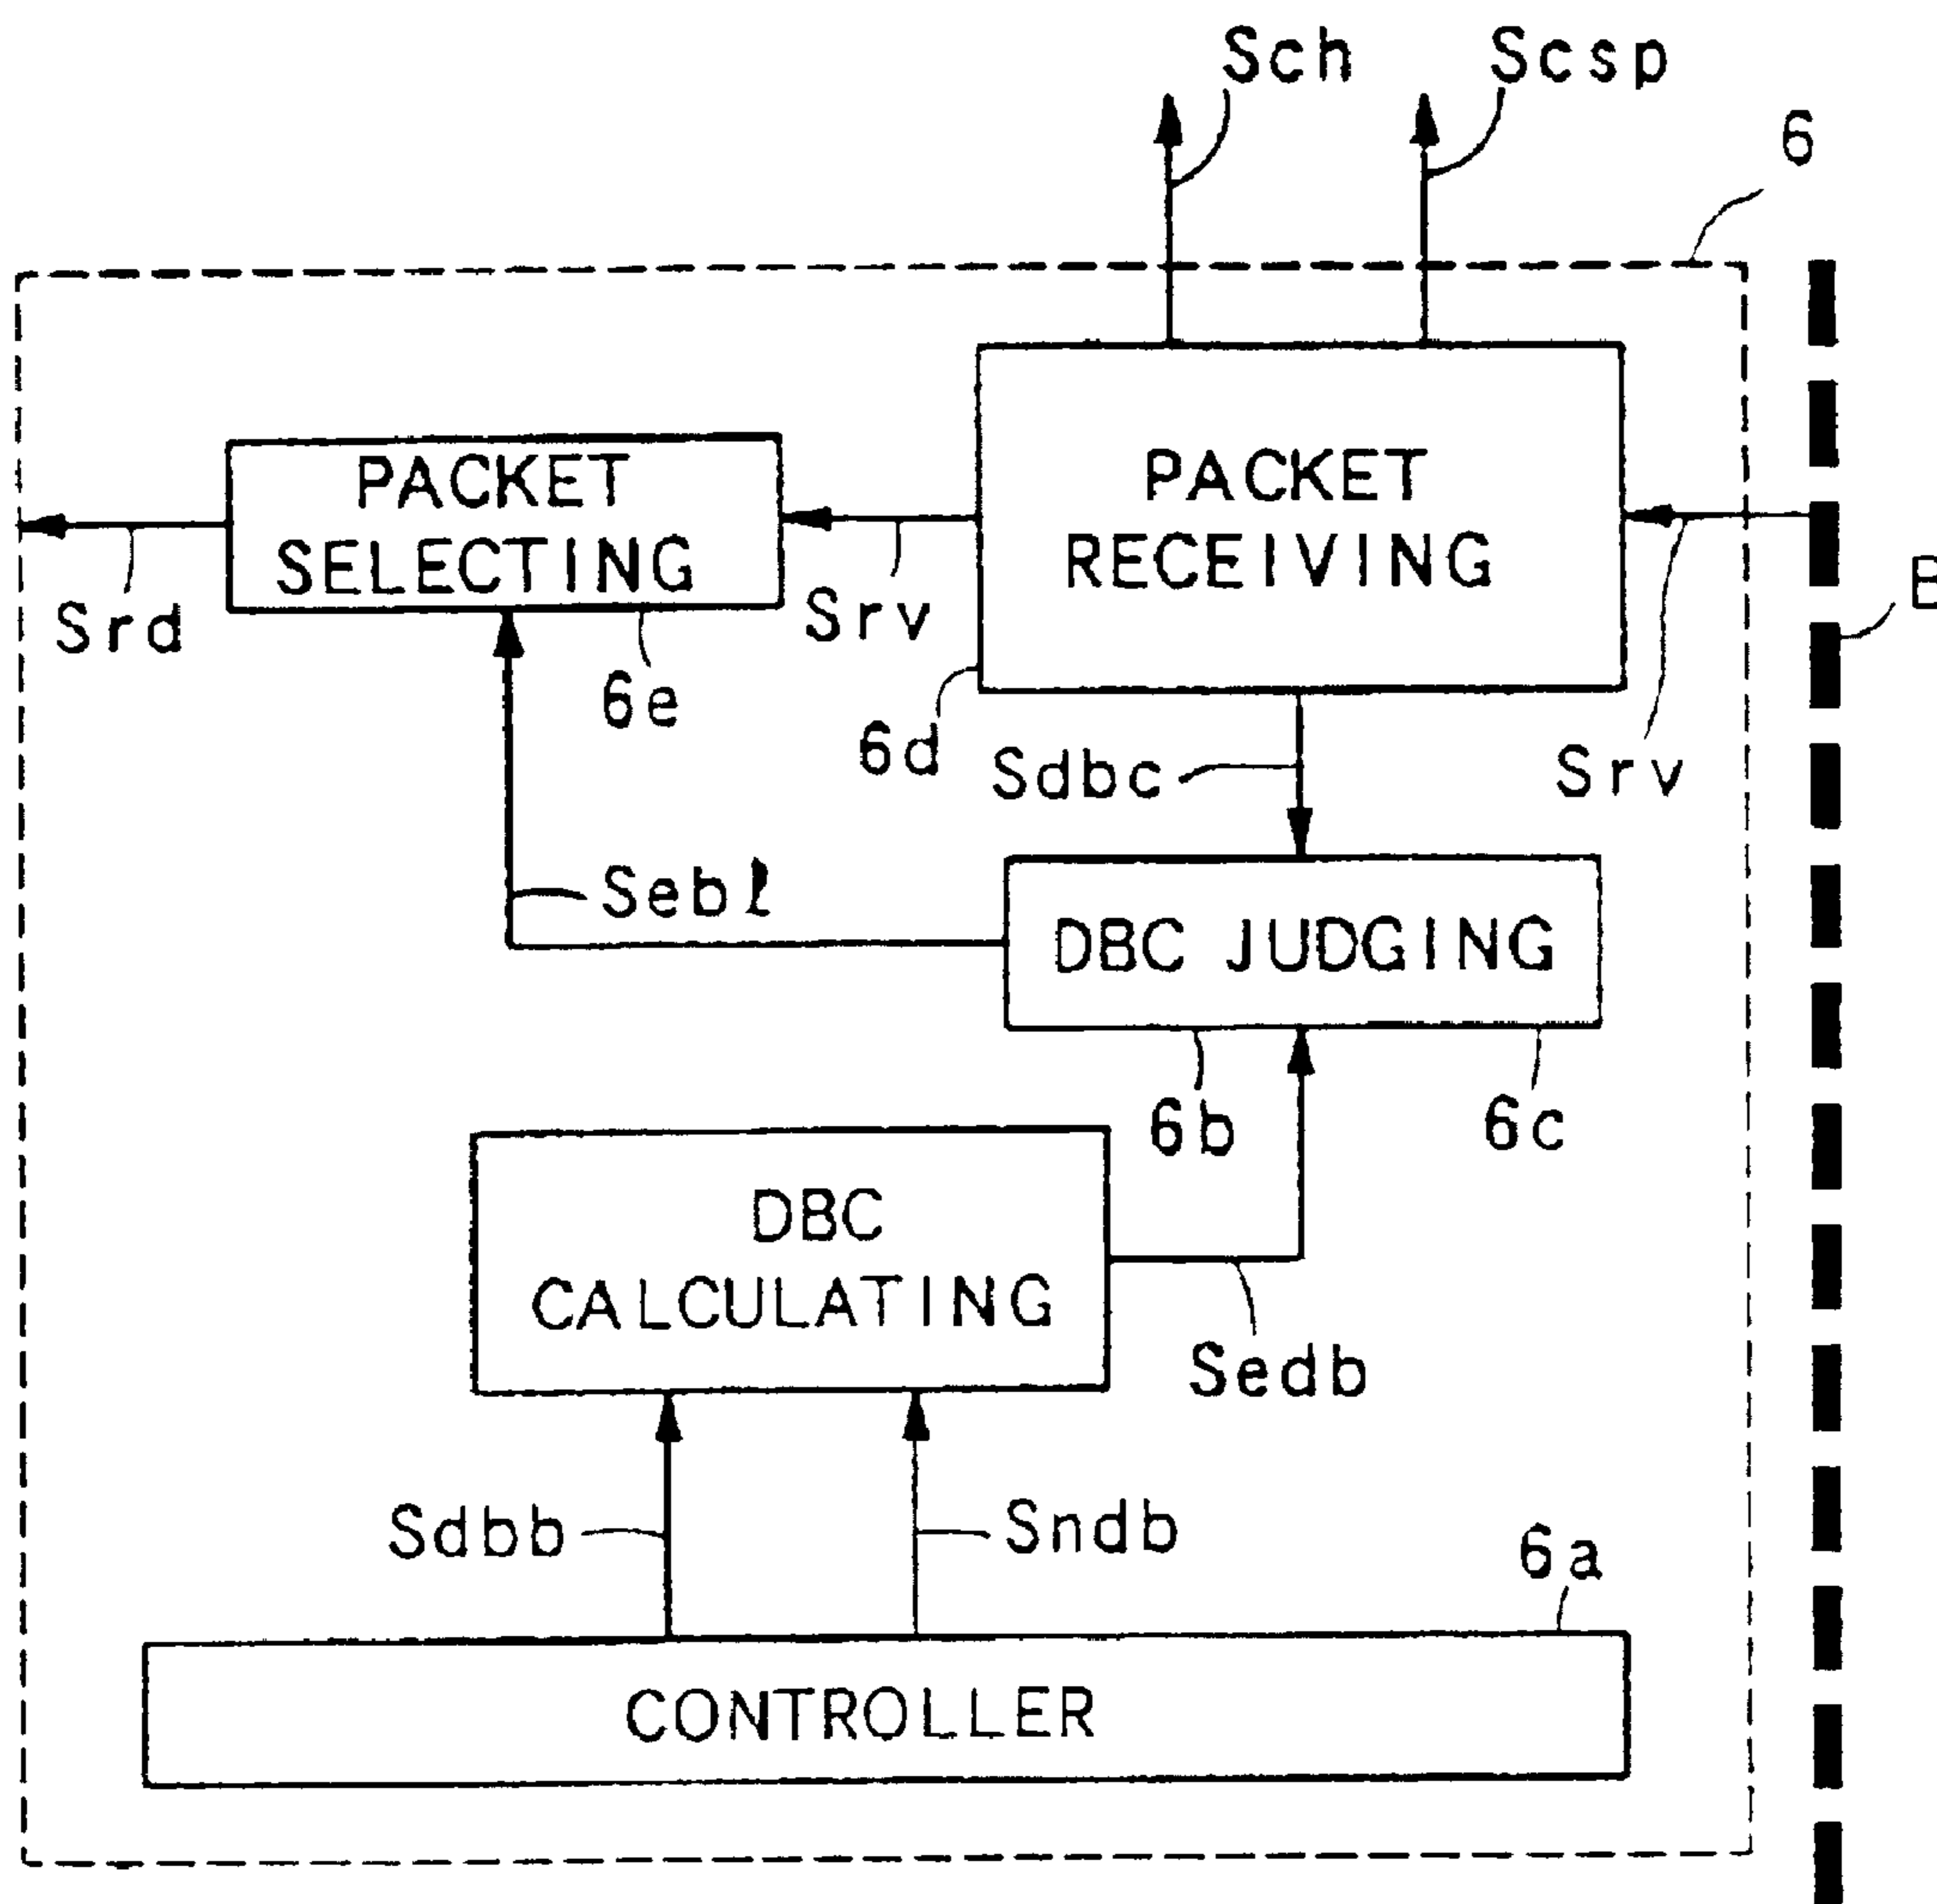 Sch
Scsp
6
PACKET
SELECTING
PACKET
RECEIVING
Srd
Srv
B
6e
6d
Sdbc
Srv
Sebℓ
DBC JUDGING
6b
6c
DBC
CALCULATING
Sedb
Sdbb
Sndb
6a
CONTROLLER